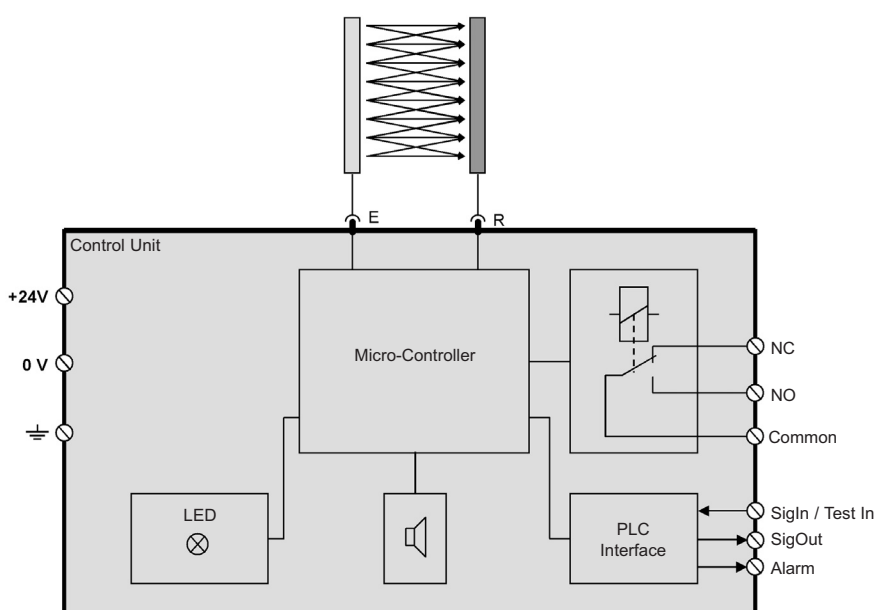 E
R
Control Unit
+24V
0 V
Micro-Controller
NC
NO
Common
LED
PLC
Interface
SigIn / Test In
SigOut
Alarm